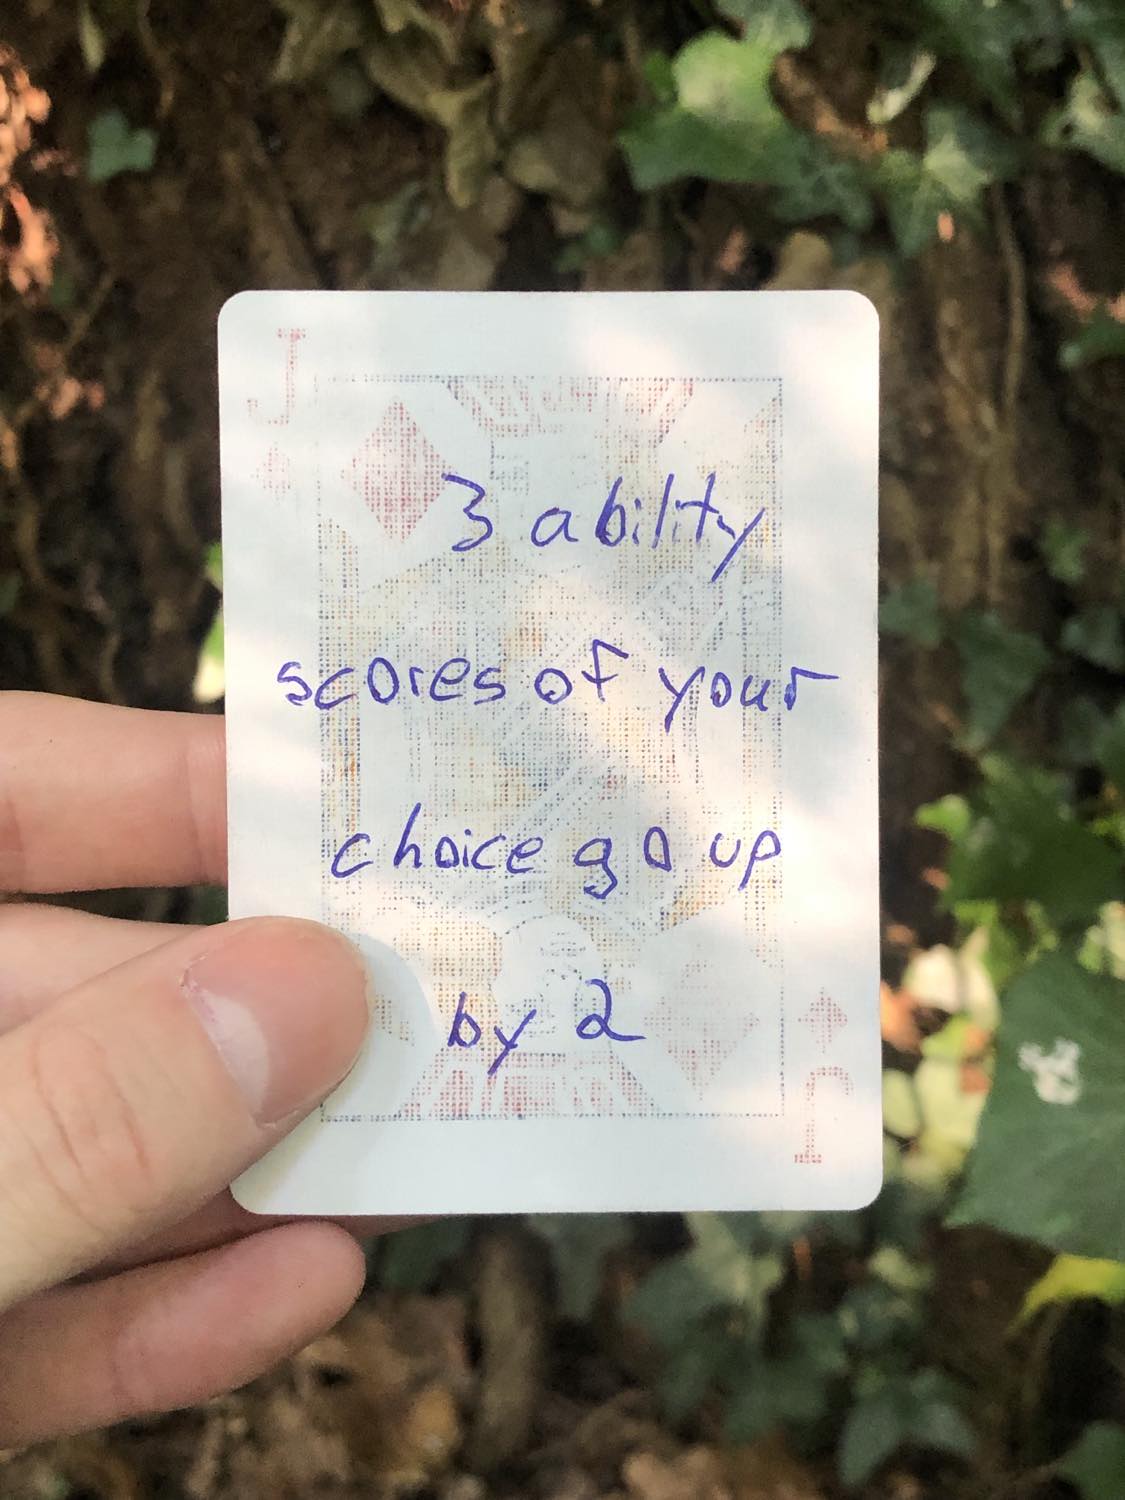 J
3 ability
scores of your
choice go up
by 2
J